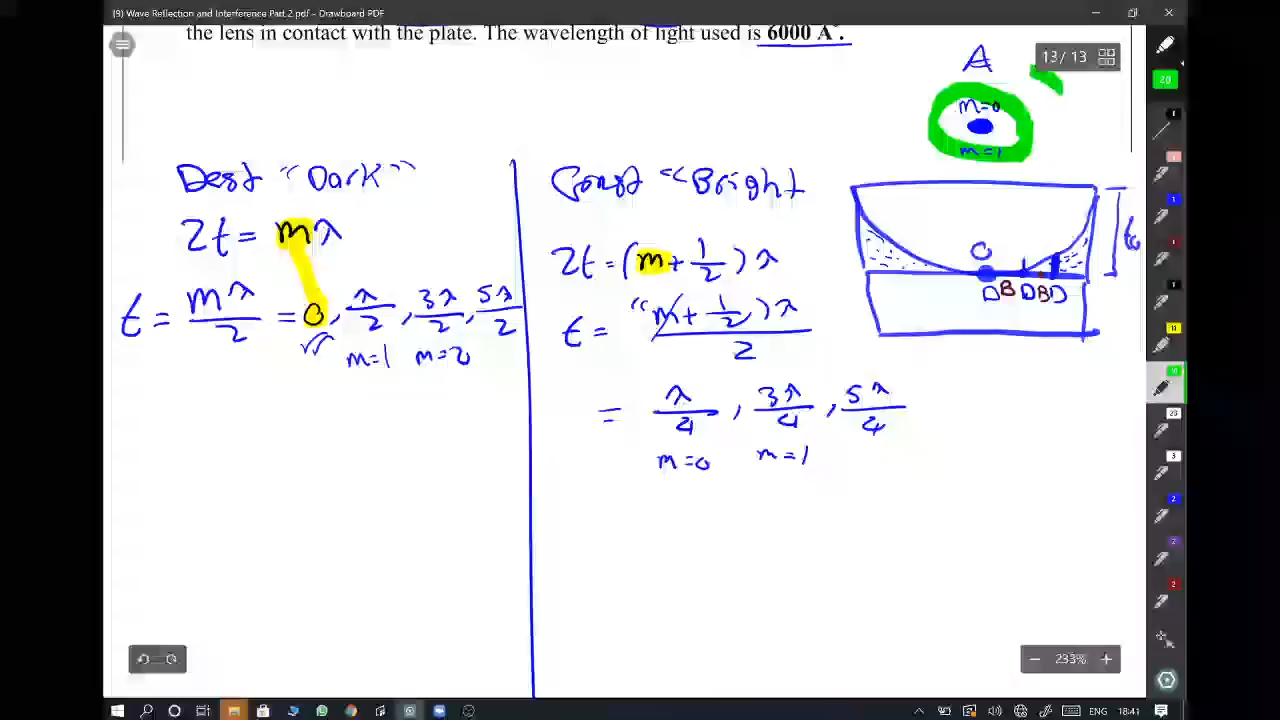 (9) Wave Reflection and Interference Part 2.pdf – Drawboard PDF
the lens in contact with the plate. The wavelength of light used is 6000 A°.
13/ 13
A
m=0
m=1
Dest "Dark"
2t = mλ
t = mλ/2 = 0, λ/2, 3λ/2, 5λ/2
m=1 m=2
Const "Bright
2t = (m + 1/2) λ
t = "m + 1/2) λ / 2
= λ/4, 3λ/4, 5λ/4
m=0 m=1
O
D B D B D
233%
20
ENG 18:41